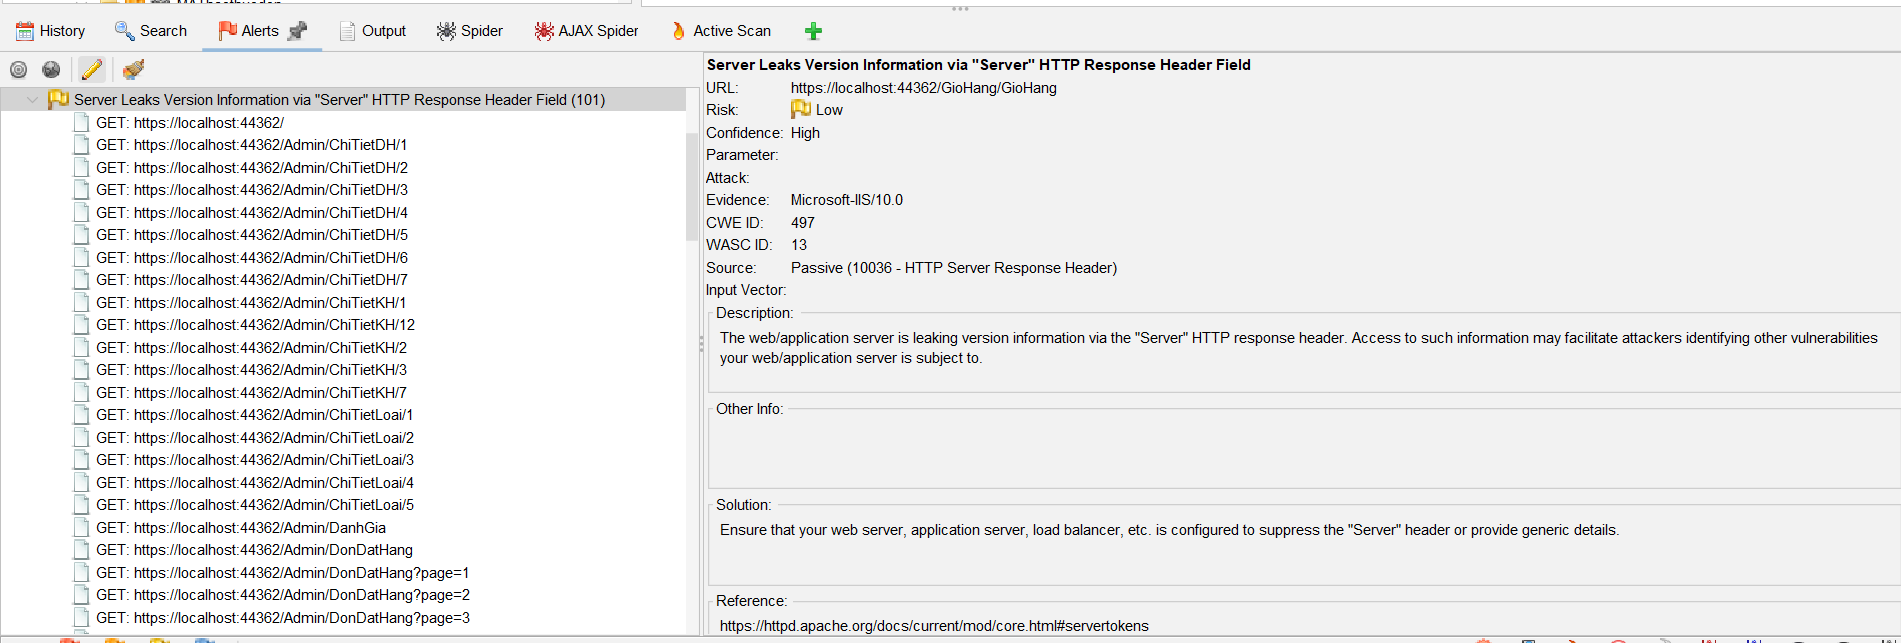 History Search Alerts Output Spider AJAX Spider Active Scan
Server Leaks Version Information via "Server" HTTP Response Header Field (101)
GET: https://localhost:44362/
GET: https://localhost:44362/Admin/ChiTietDH/1
GET: https://localhost:44362/Admin/ChiTietDH/2
GET: https://localhost:44362/Admin/ChiTietDH/3
GET: https://localhost:44362/Admin/ChiTietDH/4
GET: https://localhost:44362/Admin/ChiTietDH/5
GET: https://localhost:44362/Admin/ChiTietDH/6
GET: https://localhost:44362/Admin/ChiTietDH/7
GET: https://localhost:44362/Admin/ChiTietKH/1
GET: https://localhost:44362/Admin/ChiTietKH/12
GET: https://localhost:44362/Admin/ChiTietKH/2
GET: https://localhost:44362/Admin/ChiTietKH/3
GET: https://localhost:44362/Admin/ChiTietKH/7
GET: https://localhost:44362/Admin/ChiTietLoai/1
GET: https://localhost:44362/Admin/ChiTietLoai/2
GET: https://localhost:44362/Admin/ChiTietLoai/3
GET: https://localhost:44362/Admin/ChiTietLoai/4
GET: https://localhost:44362/Admin/ChiTietLoai/5
GET: https://localhost:44362/Admin/DanhGia
GET: https://localhost:44362/Admin/DonDatHang
GET: https://localhost:44362/Admin/DonDatHang?page=1
GET: https://localhost:44362/Admin/DonDatHang?page=2
GET: https://localhost:44362/Admin/DonDatHang?page=3
Server Leaks Version Information via "Server" HTTP Response Header Field
URL: https://localhost:44362/GioHang/GioHang
Risk: Low
Confidence: High
Parameter:
Attack:
Evidence: Microsoft-IIS/10.0
CWE ID: 497
WASC ID: 13
Source: Passive (10036 - HTTP Server Response Header)
Input Vector:
Description:
The web/application server is leaking version information via the "Server" HTTP response header. Access to such information may facilitate attackers identifying other vulnerabilities
your web/application server is subject to.
Other Info:
Solution:
Ensure that your web server, application server, load balancer, etc. is configured to suppress the "Server" header or provide generic details.
Reference:
https://httpd.apache.org/docs/current/mod/core.html#servertokens